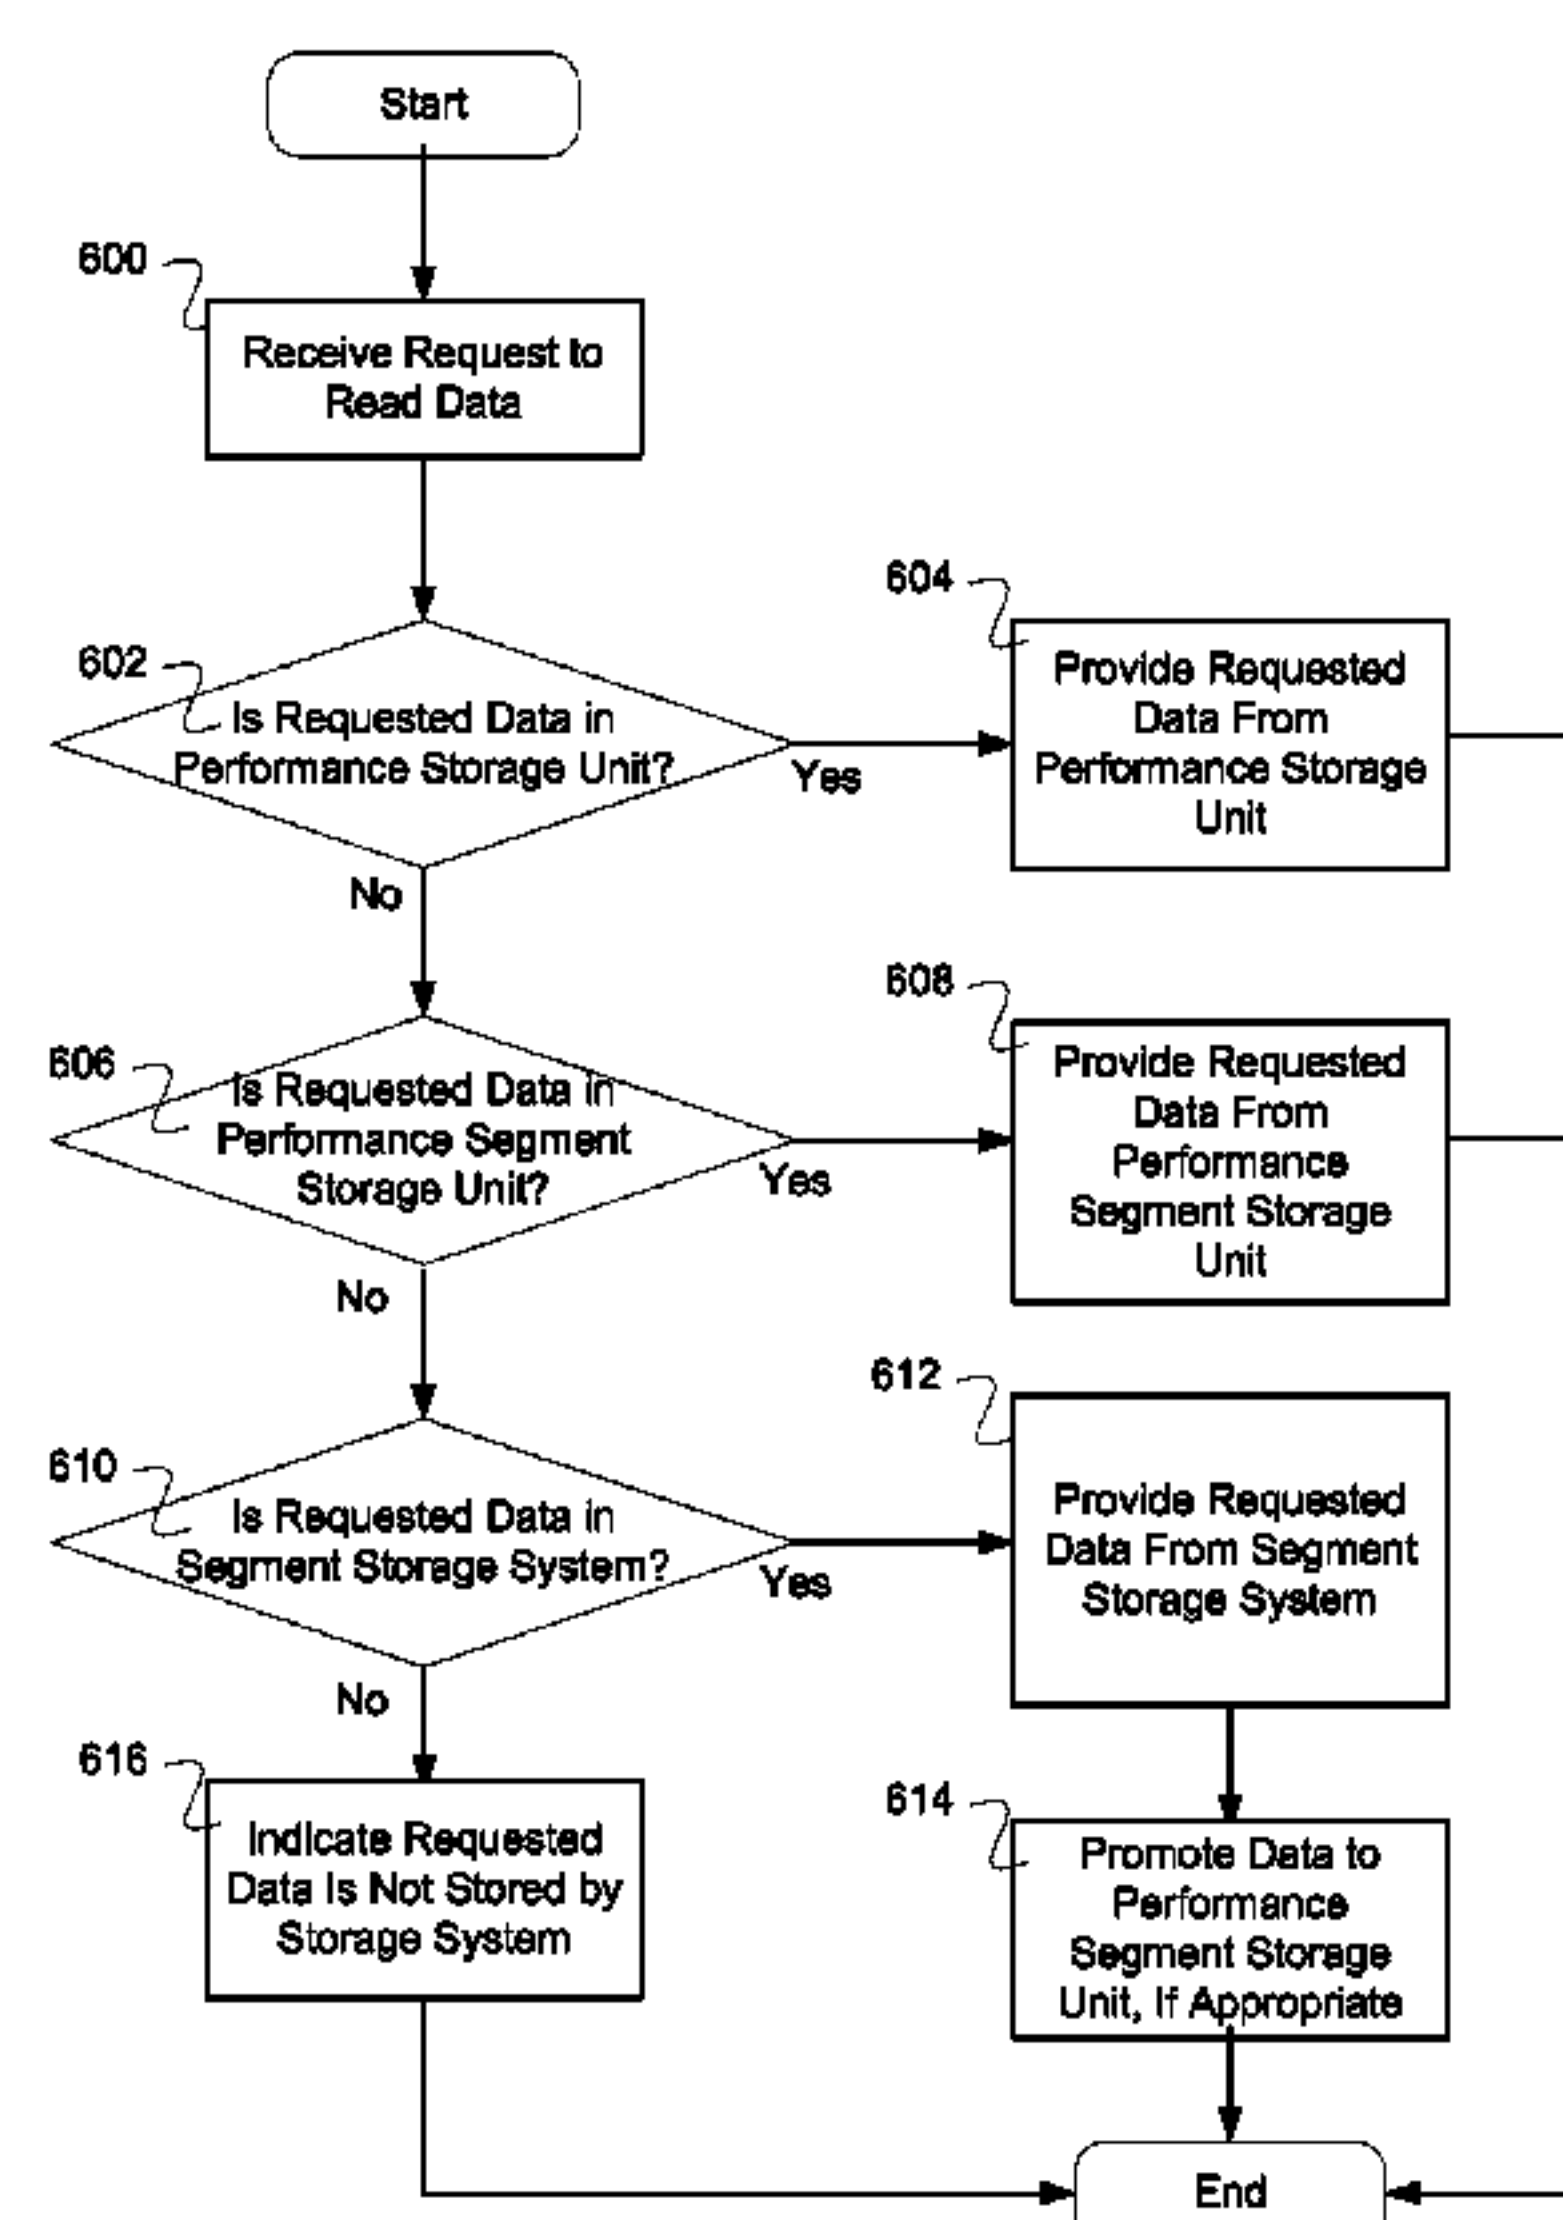 Start
600
Receive Request to
Read Data
602
Is Requested Data in
Performance Storage Unit?
Yes
No
604
Provide Requested
Data From
Performance Storage
Unit
606
Is Requested Data in
Performance Segment
Storage Unit?
Yes
No
608
Provide Requested
Data From
Performance
Segment Storage
Unit
610
Is Requested Data in
Segment Storage System?
Yes
No
612
Provide Requested
Data From Segment
Storage System
616
Indicate Requested
Data Is Not Stored by
Storage System
614
Promote Data to
Performance
Segment Storage
Unit, If Appropriate
End